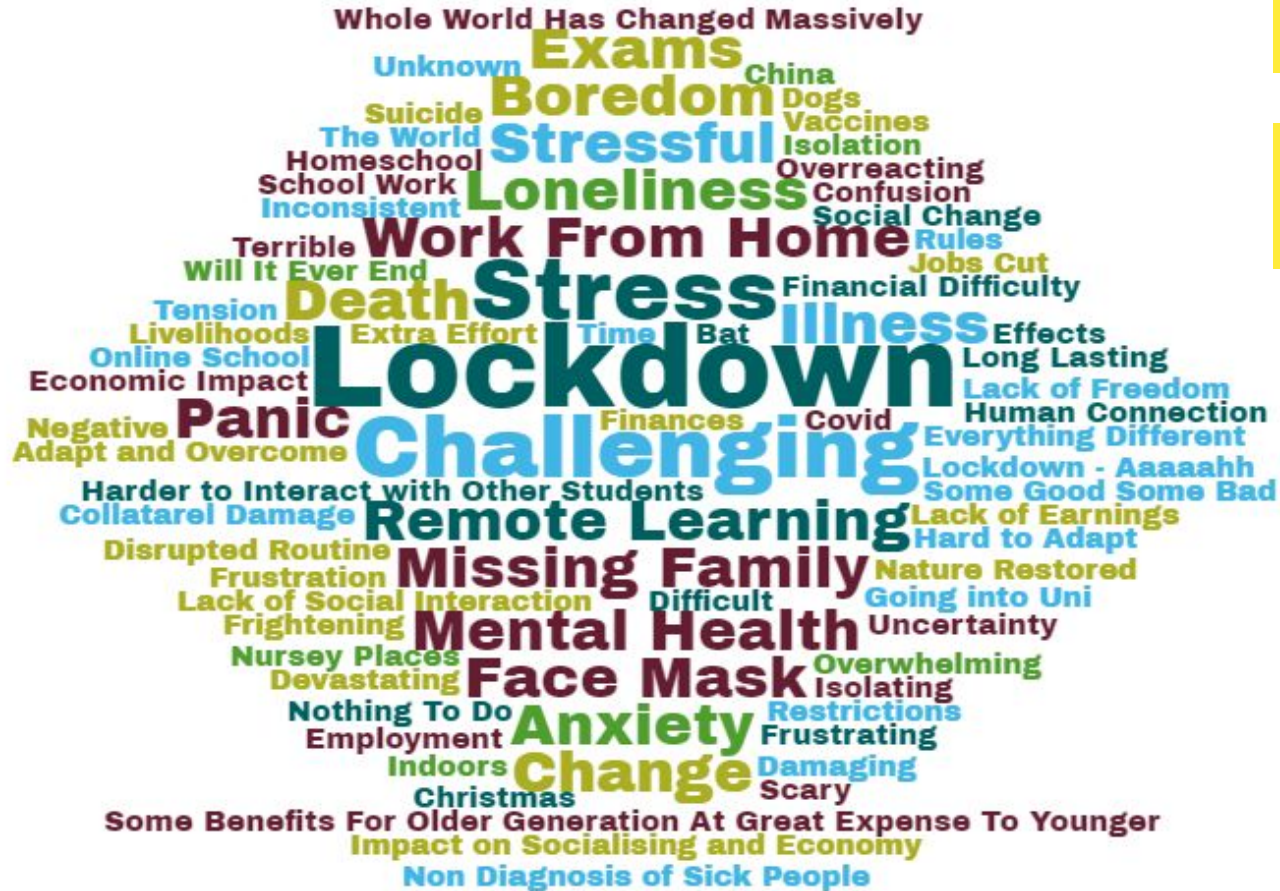 Whole World Has Changed Massively
Exams
Unknown
China
Boredom
Dogs
Suicide
Vaccines
The World
Stressful
Isolation
Homeschool
Overreacting
School Work
Loneliness
Confusion
Inconsistent
Social Change
Terrible
Work From Home
Rules
Will It Ever End
Jobs Cut
Death
Stress
Financial Difficulty
Tension
Illness
Livelihoods
Extra Effort
Time
Bat
Effects
Online School
Lockdown
Long Lasting
Economic Impact
Lack of Freedom
Panic
Human Connection
Negative
Finances
Covid
Everything Different
Adapt and Overcome
Challenging
Lockdown - Aaaaahh
Harder to Interact with Other Students
Some Good Some Bad
Collatarel Damage
Remote Learning
Lack of Earnings
Hard to Adapt
Disrupted Routine
Missing Family
Nature Restored
Frustration
Lack of Social Interaction
Difficult
Going into Uni
Frightening
Mental Health
Uncertainty
Nursey Places
Overwhelming
Devastating
Face Mask
Isolating
Nothing To Do
Anxiety
Restrictions
Employment
Frustrating
Indoors
Change
Damaging
Christmas
Scary
Some Benefits For Older Generation At Great Expense To Younger
Impact on Socialising and Economy
Non Diagnosis of Sick People